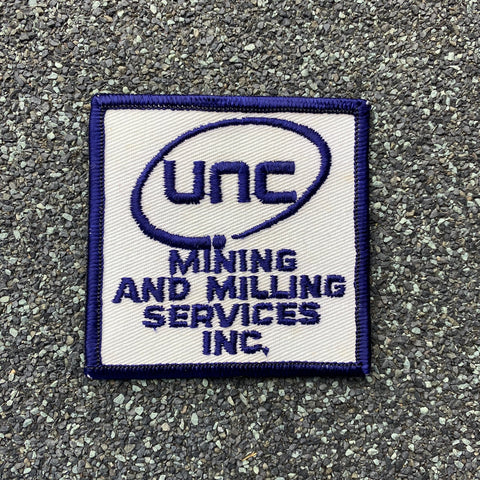 UNC
MINING
AND MILLING
SERVICES
INC.